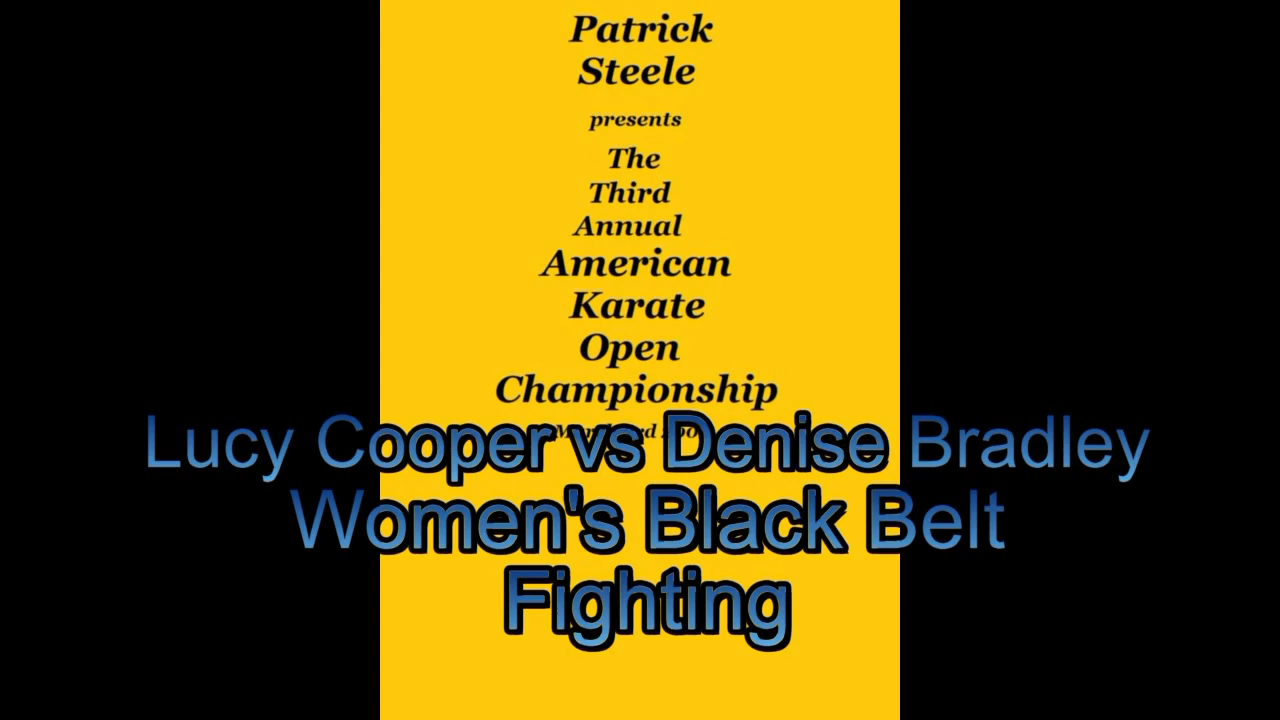 Patrick
Steele
presents
The
Third
Annual
American
Karate
Open
Championship
Lucy Cooper vs Denise Bradley
Women's Black Belt
Fighting